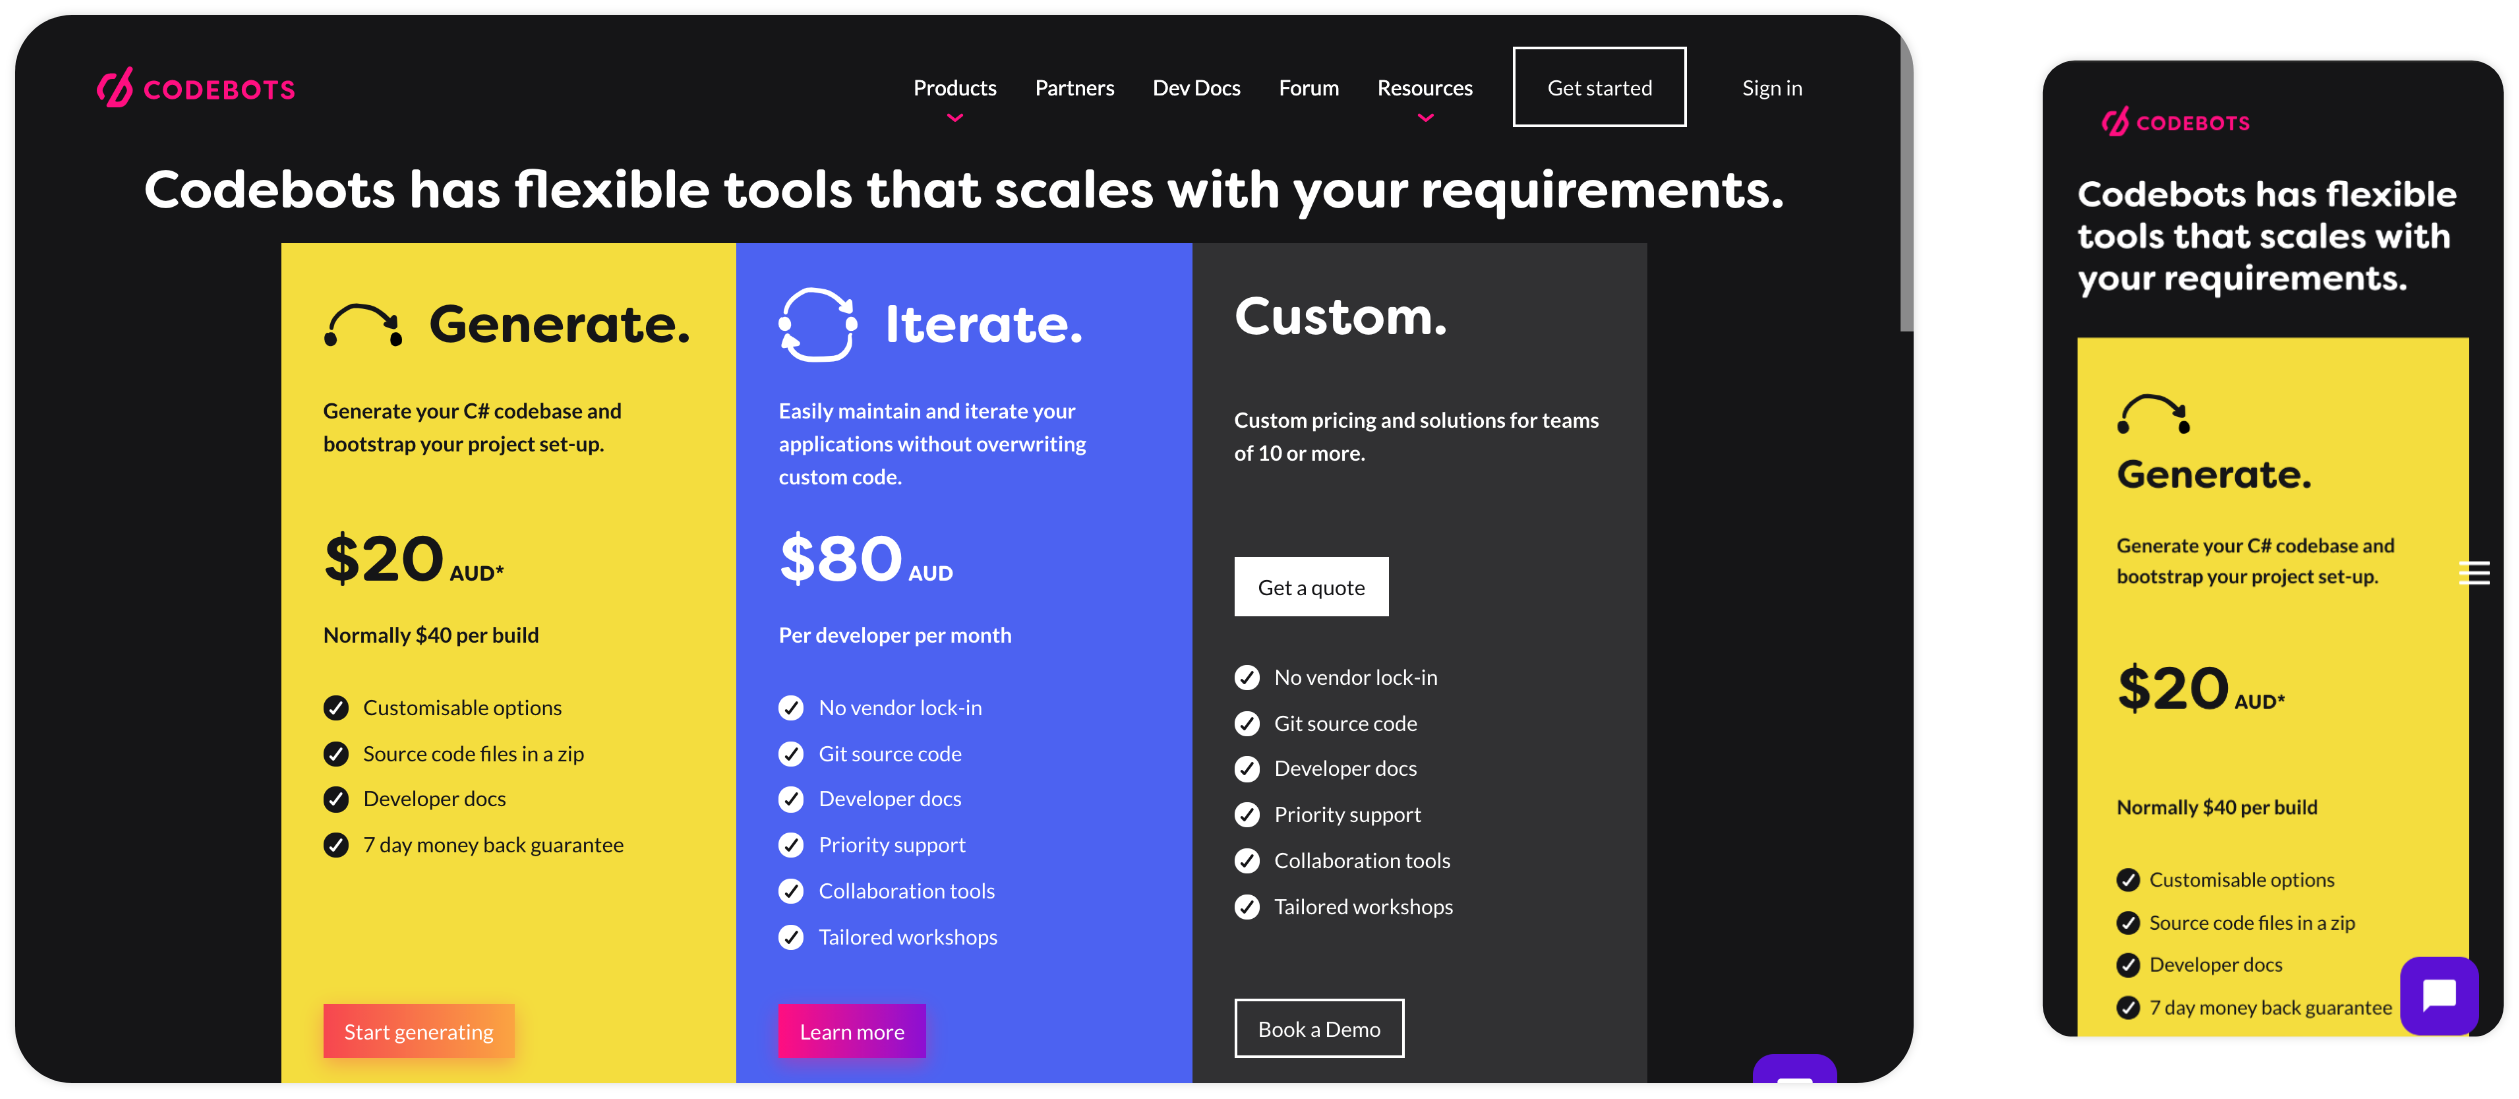 CODEBOTS
Products
Partners
Dev Docs
Forum
Resources
Get started
Sign in
Codebots has flexible tools that scales with your requirements.
Generate.
Generate your C# codebase and
bootstrap your project set-up.
$20 AUD*
Normally $40 per build
Customisable options
Source code files in a zip
Developer docs
7 day money back guarantee
Start generating
Iterate.
Easily maintain and iterate your
applications without overwriting
custom code.
$80 AUD
Per developer per month
No vendor lock-in
Git source code
Developer docs
Priority support
Collaboration tools
Tailored workshops
Learn more
Custom.
Custom pricing and solutions for teams
of 10 or more.
Get a quote
No vendor lock-in
Git source code
Developer docs
Priority support
Collaboration tools
Tailored workshops
Book a Demo
CODEBOTS
Codebots has flexible
tools that scales with
your requirements.
Generate.
Generate your C# codebase and
bootstrap your project set-up.
$20 AUD*
Normally $40 per build
Customisable options
Source code files in a zip
Developer docs
7 day money back guarantee